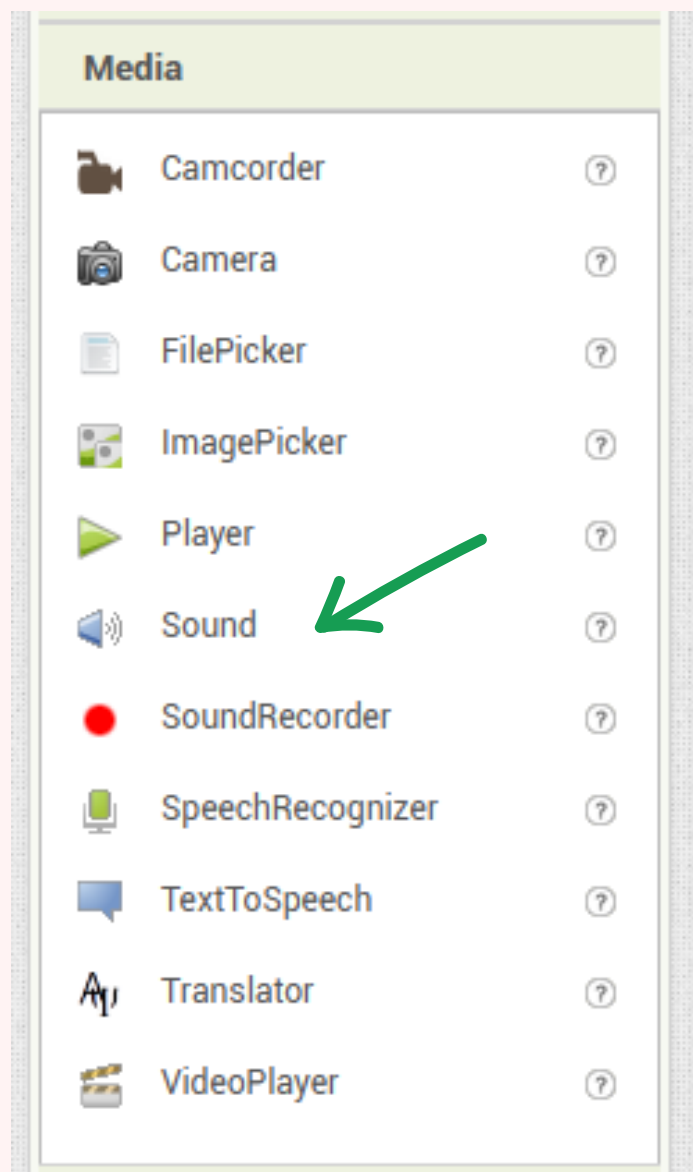 Media
Camcorder ?
Camera ?
FilePicker ?
ImagePicker ?
Player ?
Sound ?
SoundRecorder ?
SpeechRecognizer ?
TextToSpeech ?
Translator ?
VideoPlayer ?